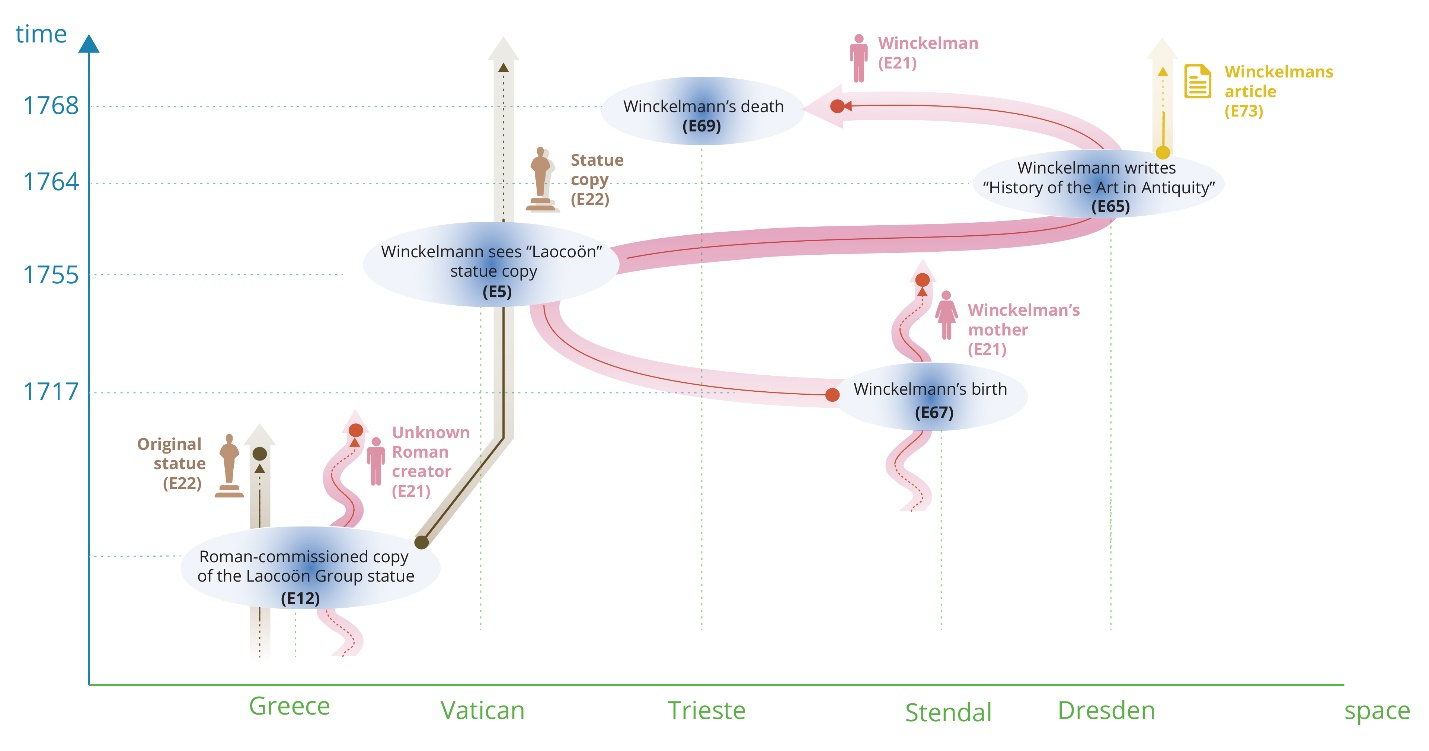 time
1768
1764
1755
1717
Winckelman
(E21)
Winckelmans
article
(E73)
Winckelmann’s death
(E69)
Winckelmann writtes
“History of the Art in Antiquity”
(E65)
Statue
copy
(E22)
Winckelmann sees “Laocoön”
statue copy
(E5)
Winckelman’s
mother
(E21)
Winckelmann’s birth
(E67)
Original
statue
(E22)
Unknown
Roman
creator
(E21)
Roman-commissioned copy
of the Laocoön Group statue
(E12)
Greece
Vatican
Trieste
Stendal
Dresden
space